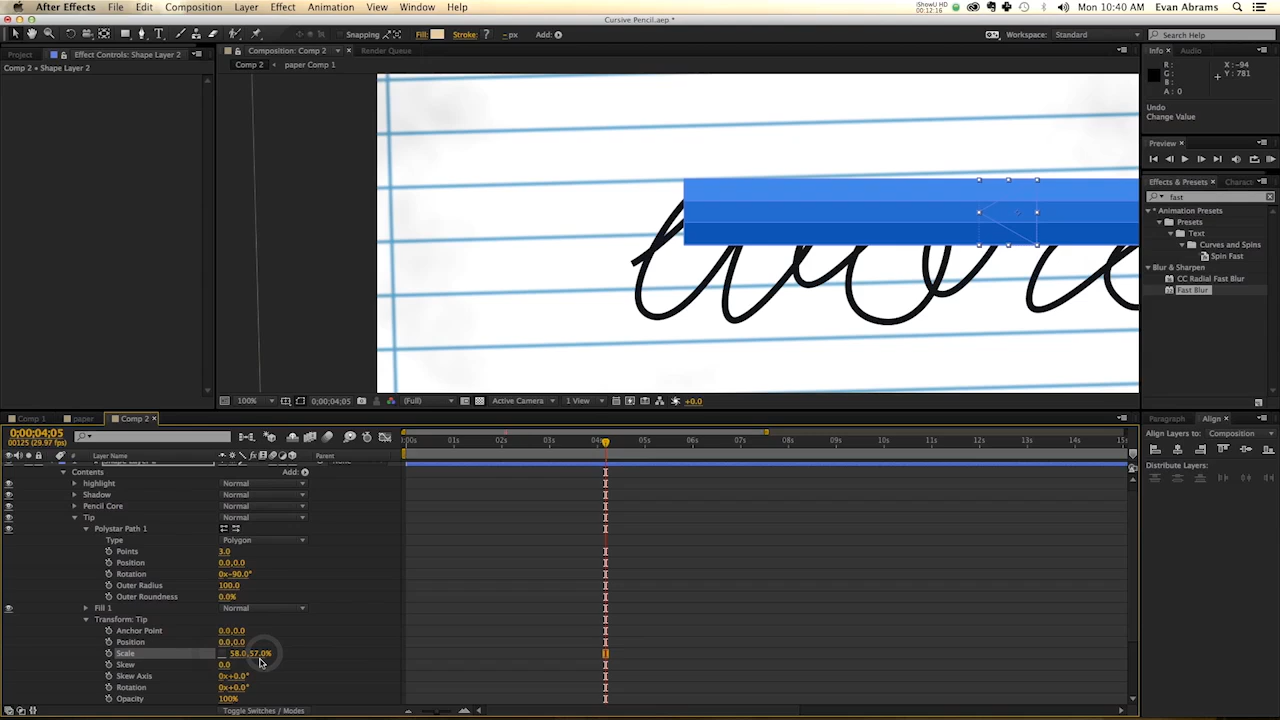 After Effects File Edit Composition Layer Effect Animation View Window Help
iShowU HD
0:12:16
Mon 10:40 AM Evan Abrams
Cursive Pencil.aep *
Snapping Fill: Stroke: ? - px Add:
Workspace: Standard
Search Help
Project Effect Controls: Shape Layer 2
Composition: Comp 2 Render Queue
Info Audio
Comp 2 • Shape Layer 2
Comp 2 paper Comp 1
R: X: -94
G: Y: 781
B:
A: 0
Undo
Change Value
Preview
Effects & Presets Charact
fast
* Animation Presets
Presets
Text
Curves and Spins
Spin Fast
Blur & Sharpen
CC Radial Fast Blur
Fast Blur
100% 0;00;04;05 (Full) Active Camera 1 View +0.0
Comp 1 paper Comp 2
Paragraph Align
0;00;04;05
00125 (29.97 fps)
:00s 01s 02s 03s 04s 05s 06s 07s 08s 09s 10s 11s 12s 13s 14s 15s
Align Layers to: Composition
# Layer Name Parent
Distribute Layers:
Contents Add:
highlight Normal
Shadow Normal
Pencil Core Normal
Tip Normal
Polystar Path 1
Type Polygon
Points 3.0
Position 0.0,0.0
Rotation 0x-90.0°
Outer Radius 100.0
Outer Roundness 0.0%
Fill 1 Normal
Transform: Tip
Anchor Point 0.0,0.0
Position 0.0,0.0
Scale 58.0,57.0%
Skew 0.0
Skew Axis 0x+0.0°
Rotation 0x+0.0°
Opacity 100%
Toggle Switches / Modes